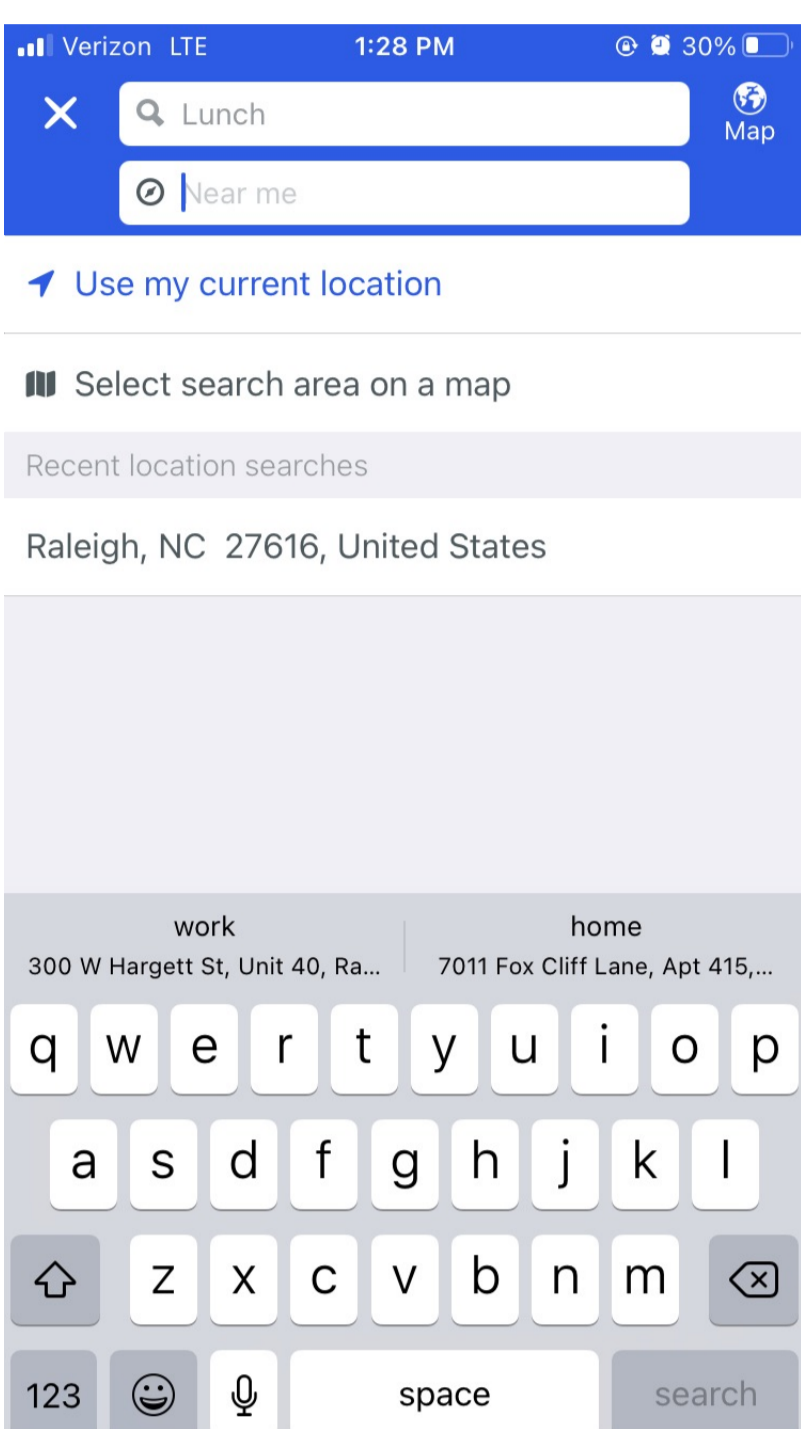 Verizon LTE 1:28 PM 30%
Lunch
Map
Near me
Use my current location
Select search area on a map
Recent location searches
Raleigh, NC 27616, United States
work home
300 W Hargett St, Unit 40, Ra... 7011 Fox Cliff Lane, Apt 415,...
q w e r t y u i o p
a s d f g h j k l
z x c v b n m
123 space search